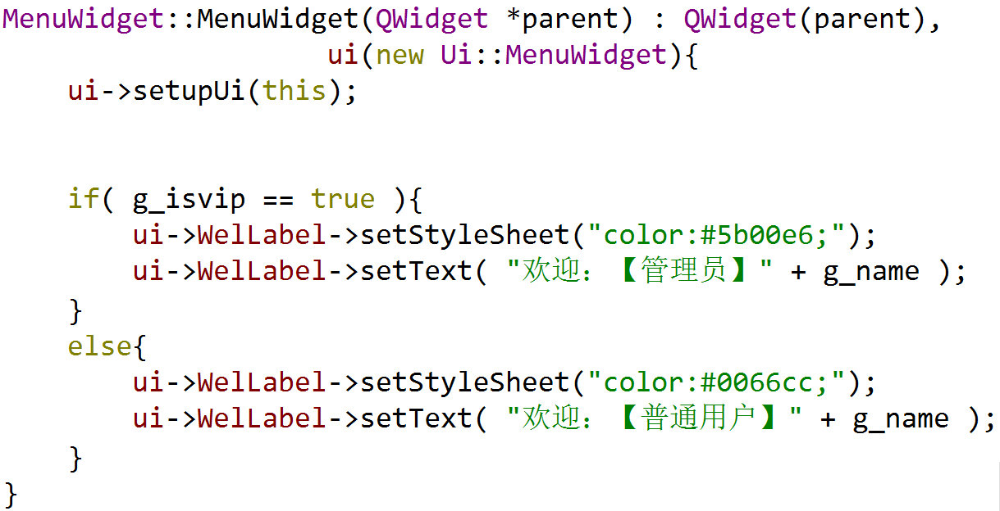 MenuWidget::MenuWidget(QWidget *parent) : QWidget(parent),
ui(new Ui::MenuWidget){
ui->setupUi(this);
if( g_isvip == true ){
ui->WelLabel->setStyleSheet("color:#5b00e6;");
ui->WelLabel->setText( "欢迎：【管理员】" + g_name );
}
else{
ui->WelLabel->setStyleSheet("color:#0066cc;");
ui->WelLabel->setText( "欢迎：【普通用户】" + g_name );
}
}